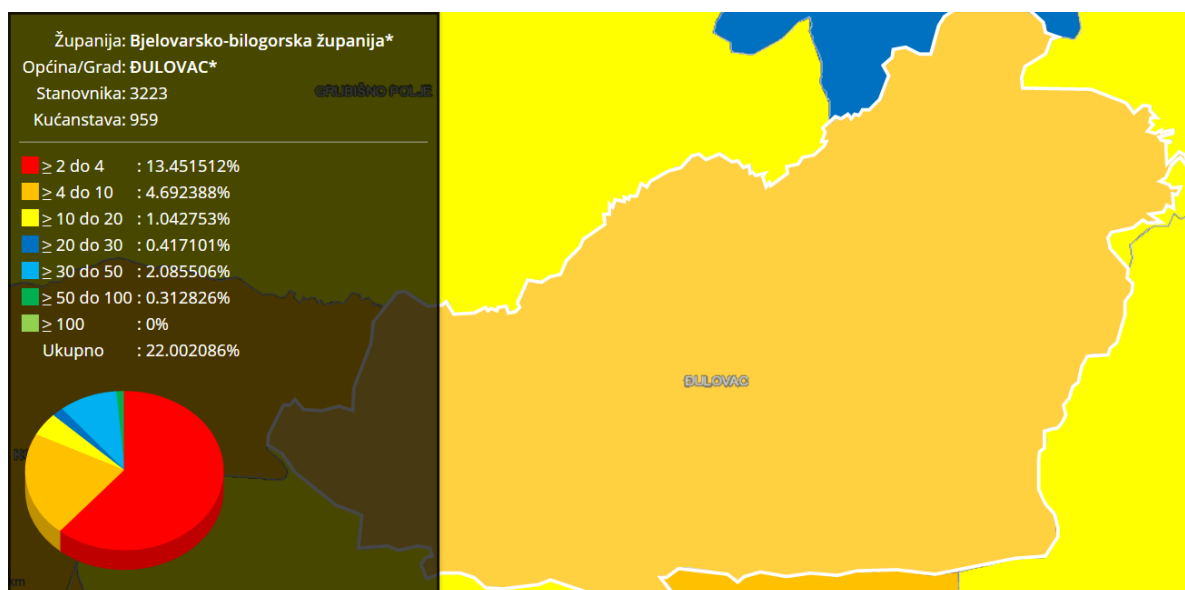 Županija: Bjelovarsko-bilogorska županija*
Općina/Grad: ĐULOVAC*
Stanovnika: 3223
Kućanstava: 959
GRUBIŠNO POLJE
≥ 2 do 4 : 13.451512%
≥ 4 do 10 : 4.692388%
≥ 10 do 20 : 1.042753%
≥ 20 do 30 : 0.417101%
≥ 30 do 50 : 2.085506%
≥ 50 do 100 : 0.312826%
≥ 100 : 0%
Ukupno : 22.002086%
ĐULOVAC
km